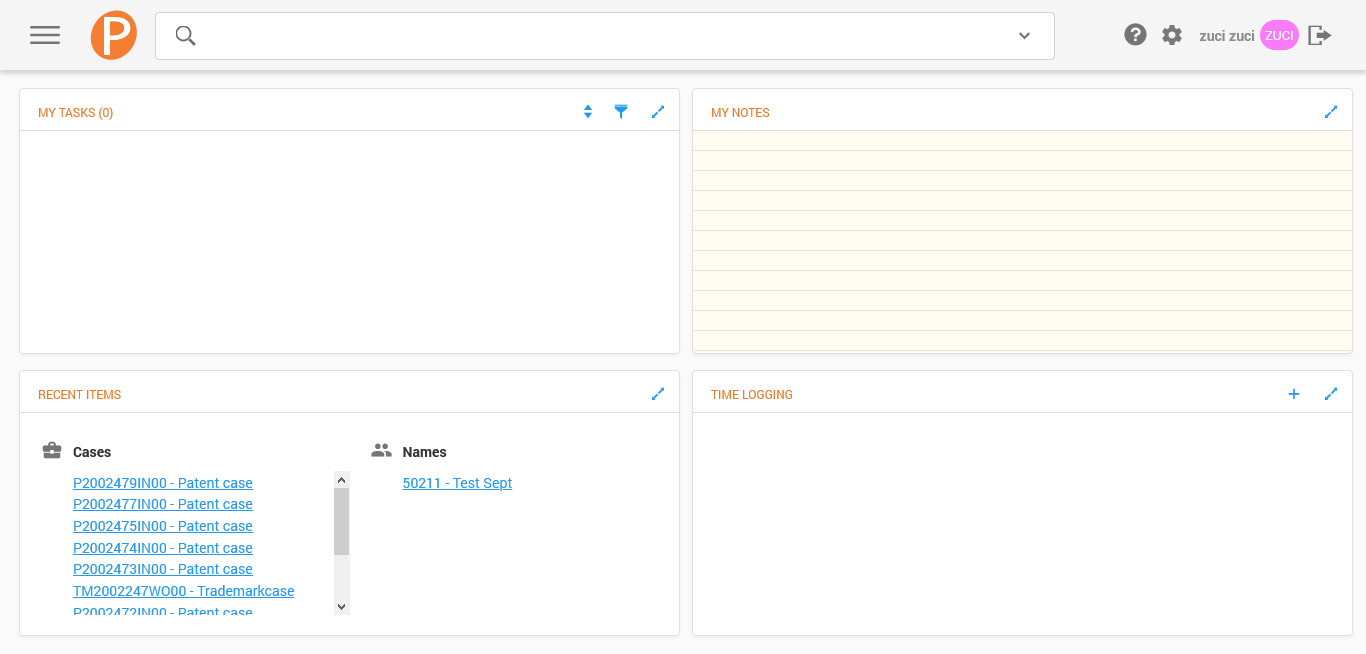 P
zuci zuci ZUCI
MY TASKS (0)
MY NOTES
RECENT ITEMS
Cases
P2002479IN00 - Patent case
P2002477IN00 - Patent case
P2002475IN00 - Patent case
P2002474IN00 - Patent case
P2002473IN00 - Patent case
TM2002247WO00 - Trademarkcase
P2002472IN00 - Patent case
Names
50211 - Test Sept
TIME LOGGING